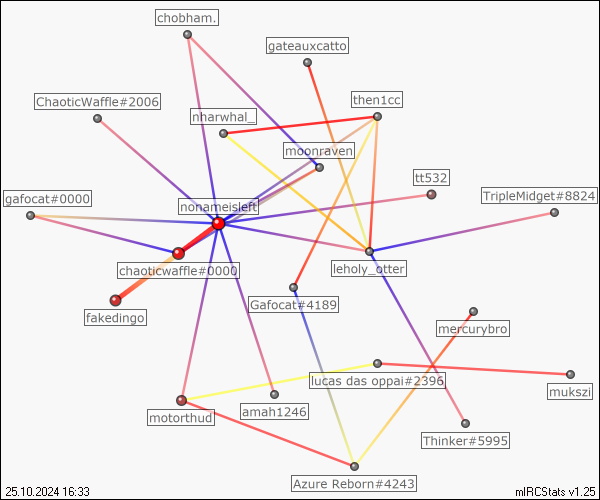 chobham.
gateauxcatto
ChaoticWaffle#2006
then1cc
nharwhal_
moonraven
tt532
gafocat#0000
TripleMidget#8824
nonameisleft
chaoticwaffle#0000
leholy_otter
Gafocat#4189
fakedingo
mercurybro
lucas das oppai#2396
mukszi
motorthud
amah1246
Thinker#5995
Azure Reborn#4243
25.10.2024 16:33
mIRCStats v1.25